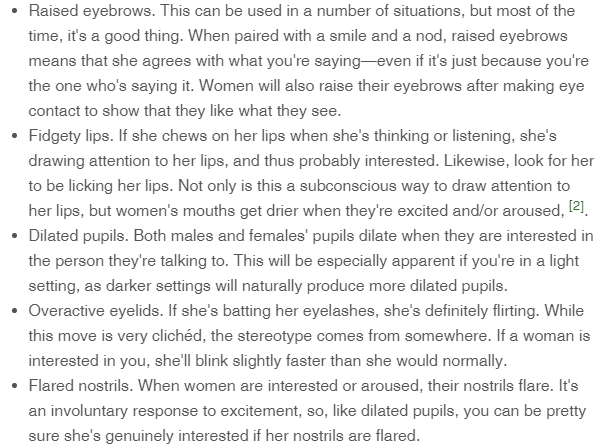 • Raised eyebrows. This can be used in a number of situations, but most of the
time, it's a good thing. When paired with a smile and a nod, raised eyebrows
means that she agrees with what you're saying—even if it's just because you're
the one who's saying it. Women will also raise their eyebrows after making eye
contact to show that they like what they see.
• Fidgety lips. If she chews on her lips when she's thinking or listening, she's
drawing attention to her lips, and thus probably interested. Likewise, look for her
to be licking her lips. Not only is this a subconscious way to draw attention to
her lips, but women's mouths get drier when they're excited and/or aroused, [2].
• Dilated pupils. Both males and females' pupils dilate when they are interested in
the person they're talking to. This will be especially apparent if you're in a light
setting, as darker settings will naturally produce more dilated pupils.
• Overactive eyelids. If she's batting her eyelashes, she's definitely flirting. While
this move is very clichéd, the stereotype comes from somewhere. If a woman is
interested in you, she'll blink slightly faster than she would normally.
• Flared nostrils. When women are interested or aroused, their nostrils flare. It's
an involuntary response to excitement, so, like dilated pupils, you can be pretty
sure she's genuinely interested if her nostrils are flared.